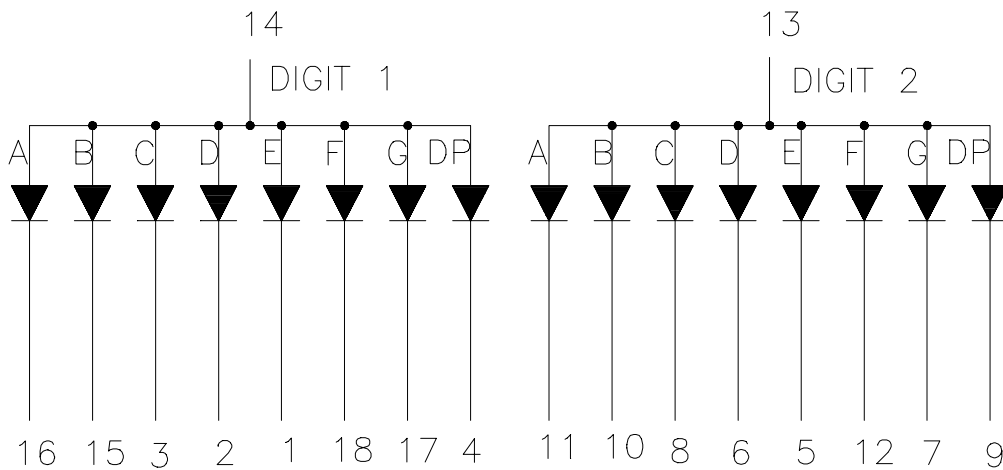 14 13
DIGIT 1 DIGIT 2
A B C D E F G DP A B C D E F G DP
16 15 3 2 1 18 17 4 11 10 8 6 5 12 7 9